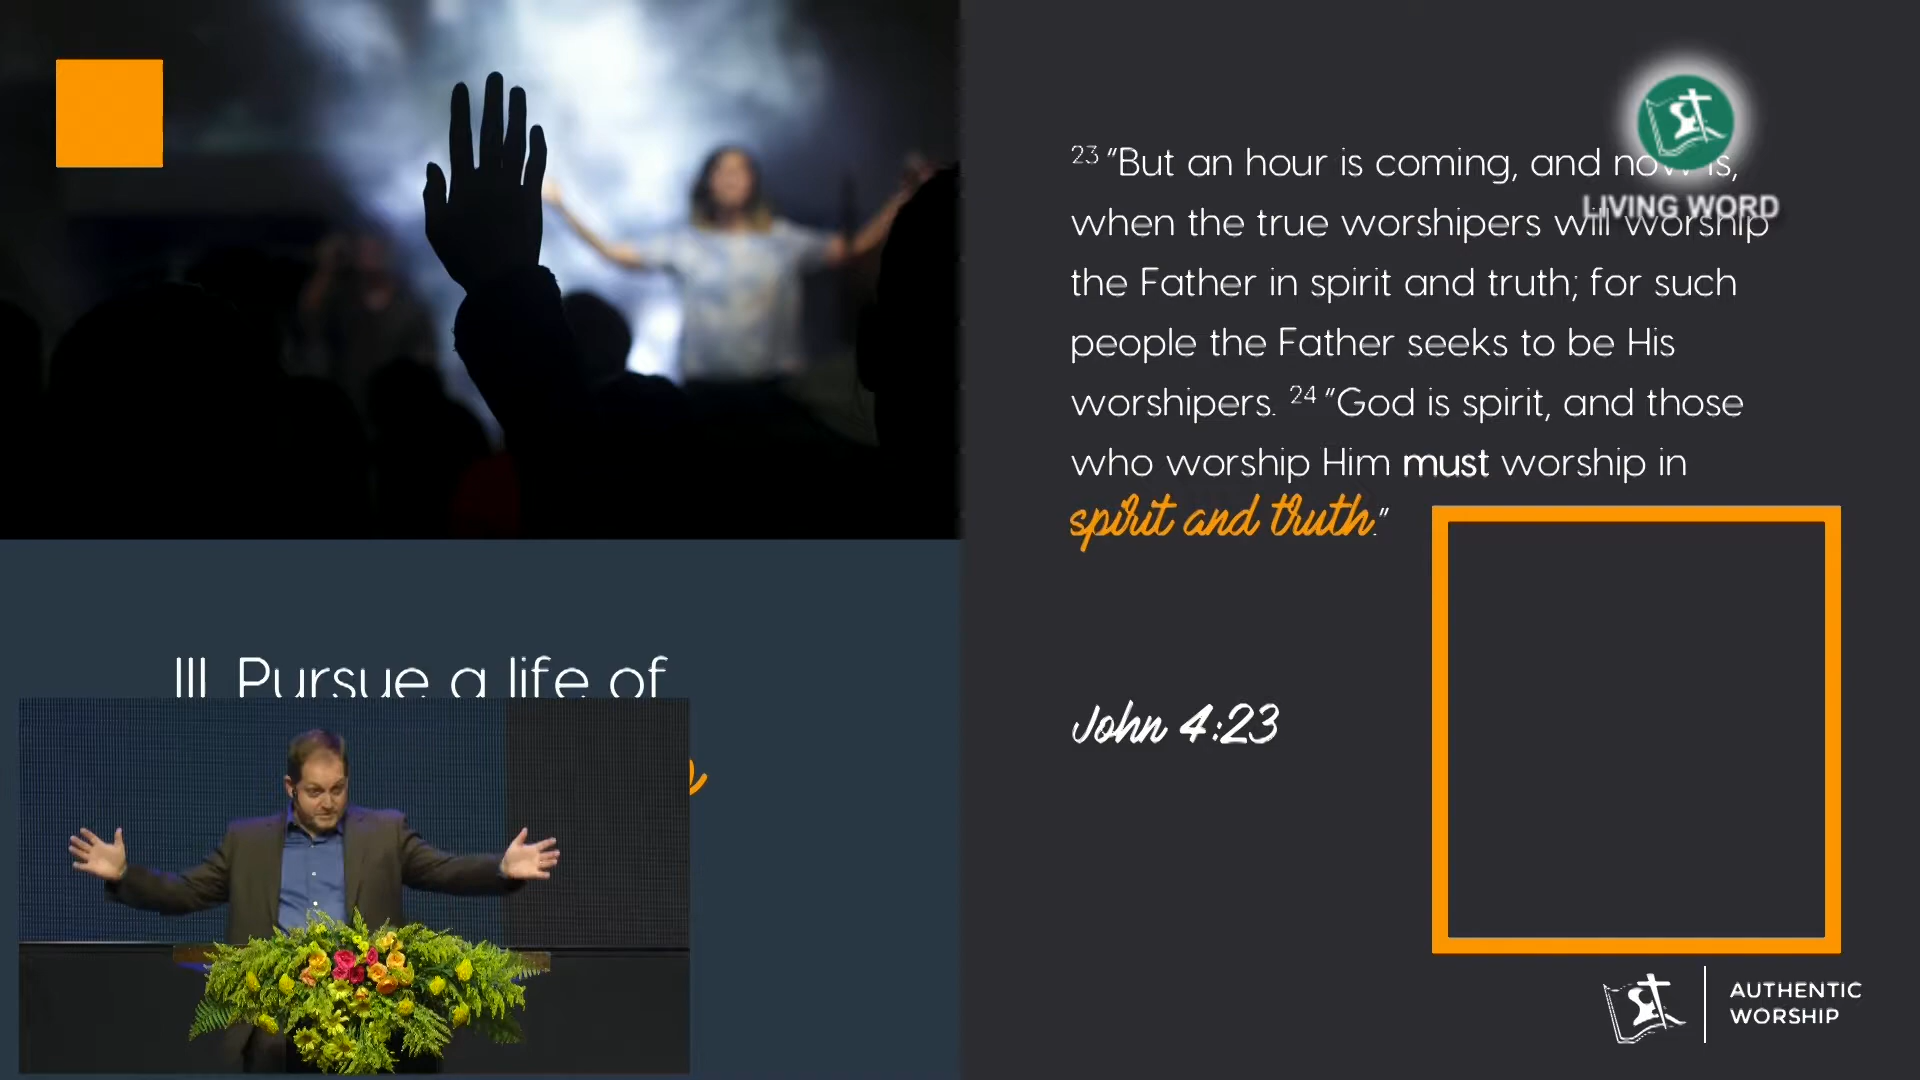 23 "But an hour is coming, and now is,
when the true worshipers will worship
the Father in spirit and truth; for such
people the Father seeks to be His
worshipers. 24 "God is spirit, and those
who worship Him must worship in
spirit and truth."
John 4:23
III. Pursue a life of
LIVING WORD
AUTHENTIC
WORSHIP